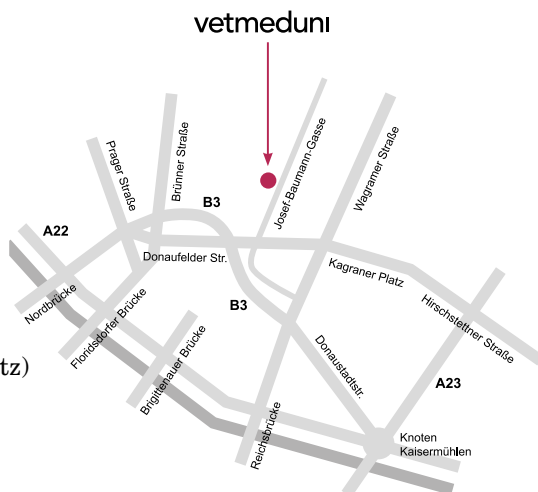 vetmeduni
Prager Straße
Brünner Straße
Josef-Baumann-Gasse
Wagramer Straße
B3
A22
Donaufelder Str.
Kagraner Platz
Nordbrücke
Floridsdorfer Brücke
B3
Hirschstettner Straße
Brigittenauer Brücke
Donaustadtstr.
tz)
A23
Reichsbrücke
Knoten
Kaisermühlen